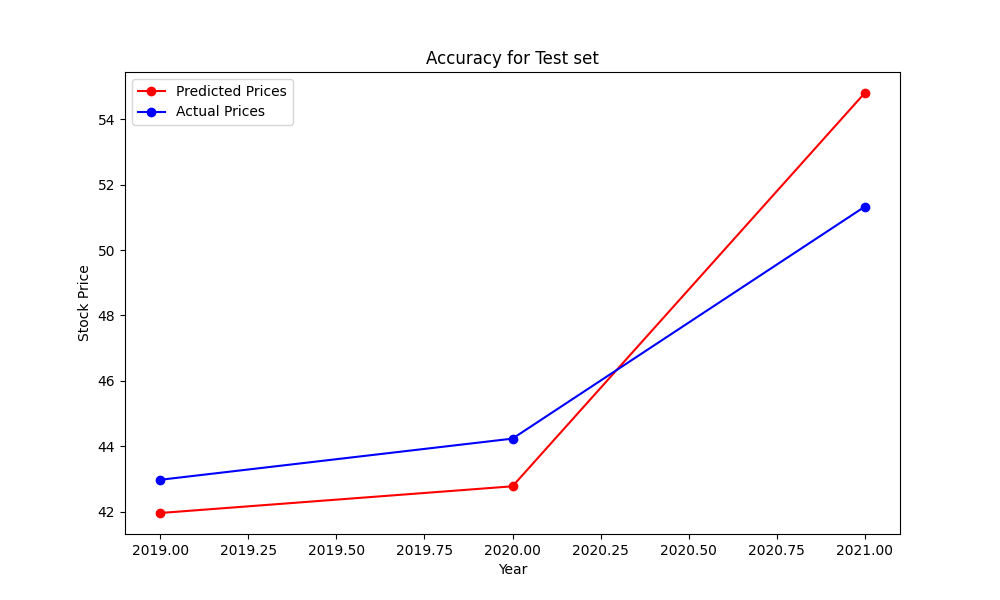 Accuracy for Test set
Predicted Prices
Actual Prices
54
52
50
48
46
44
42
Stock Price
2019.00 2019.25 2019.50 2019.75 2020.00 2020.25 2020.50 2020.75 2021.00
Year